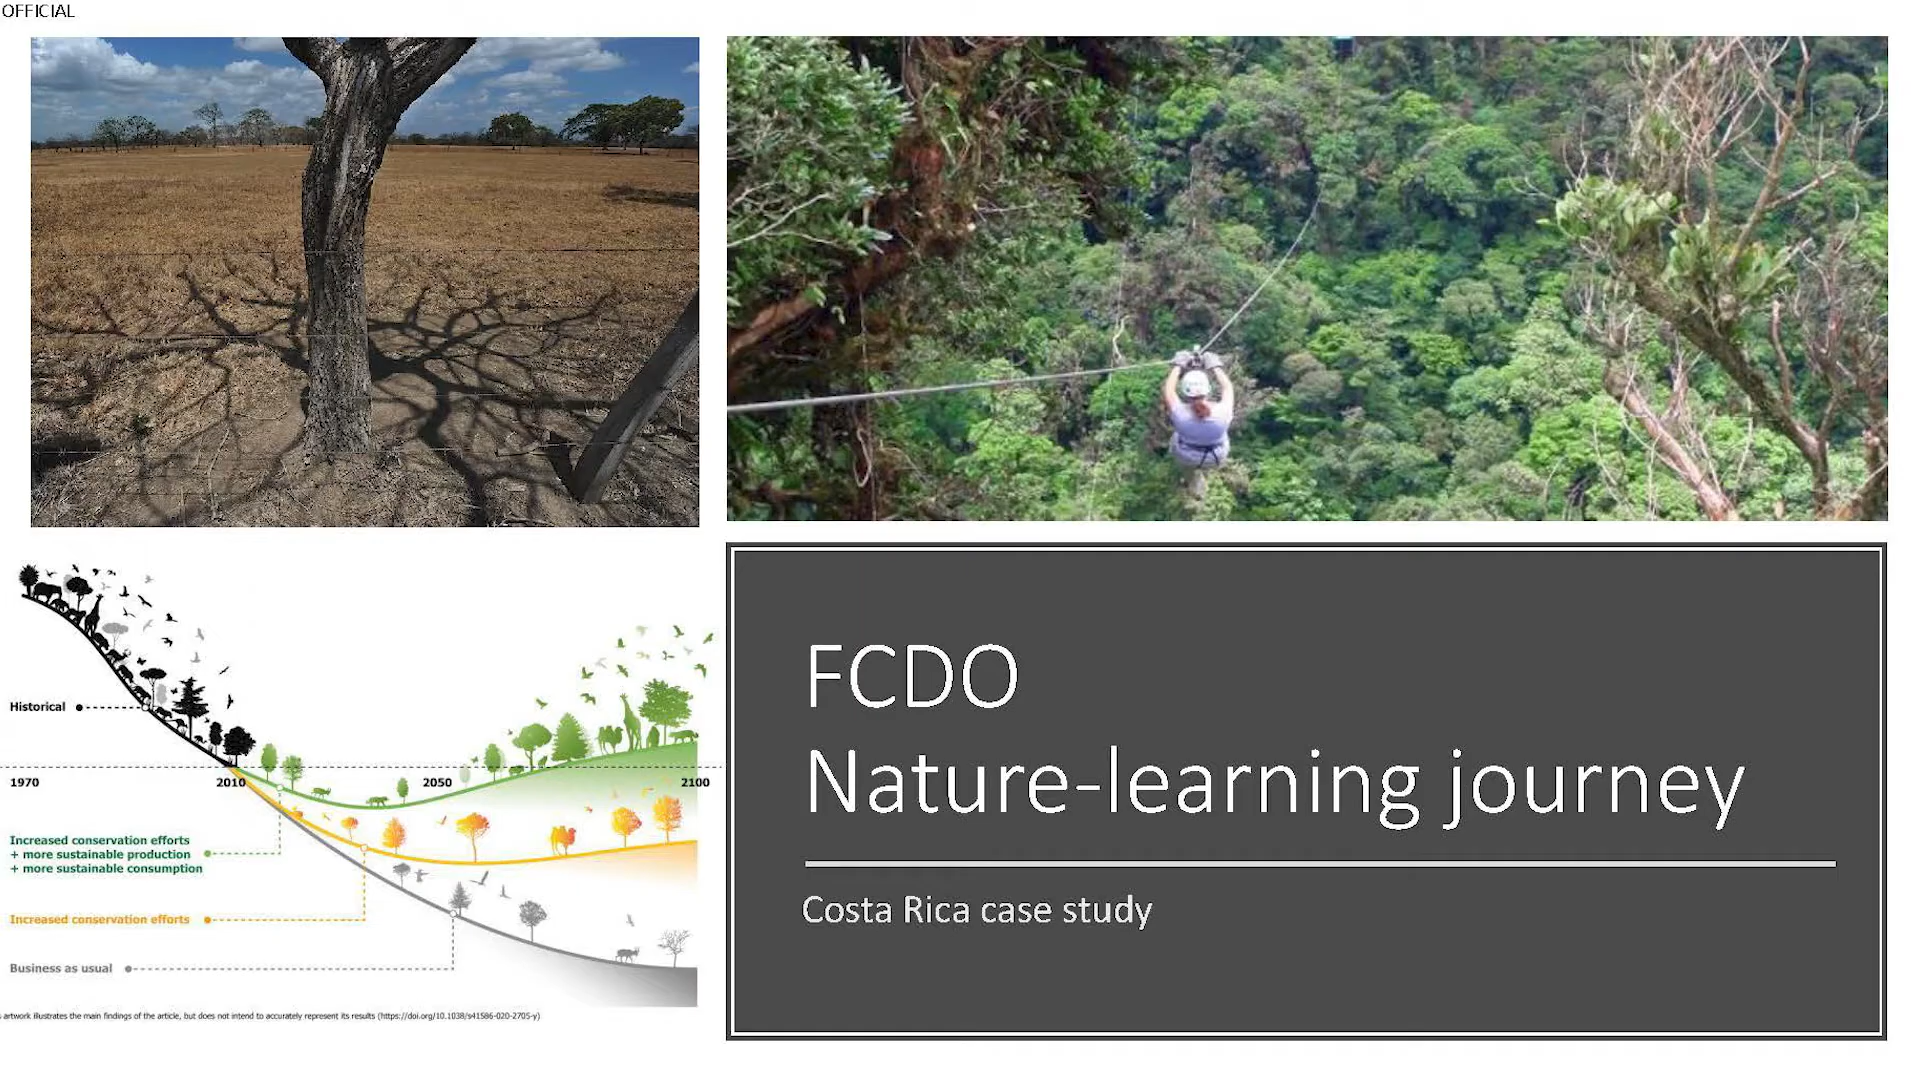 OFFICIAL
Historical
1970
2010
2050
2100
Increased conservation efforts
+ more sustainable production
+ more sustainable consumption
Increased conservation efforts
Business as usual
artwork illustrates the main findings of the article, but does not intend to accurately represent its results (https://doi.org/10.1038/s41586-020-2705-y)
FCDO
Nature-learning journey
Costa Rica case study